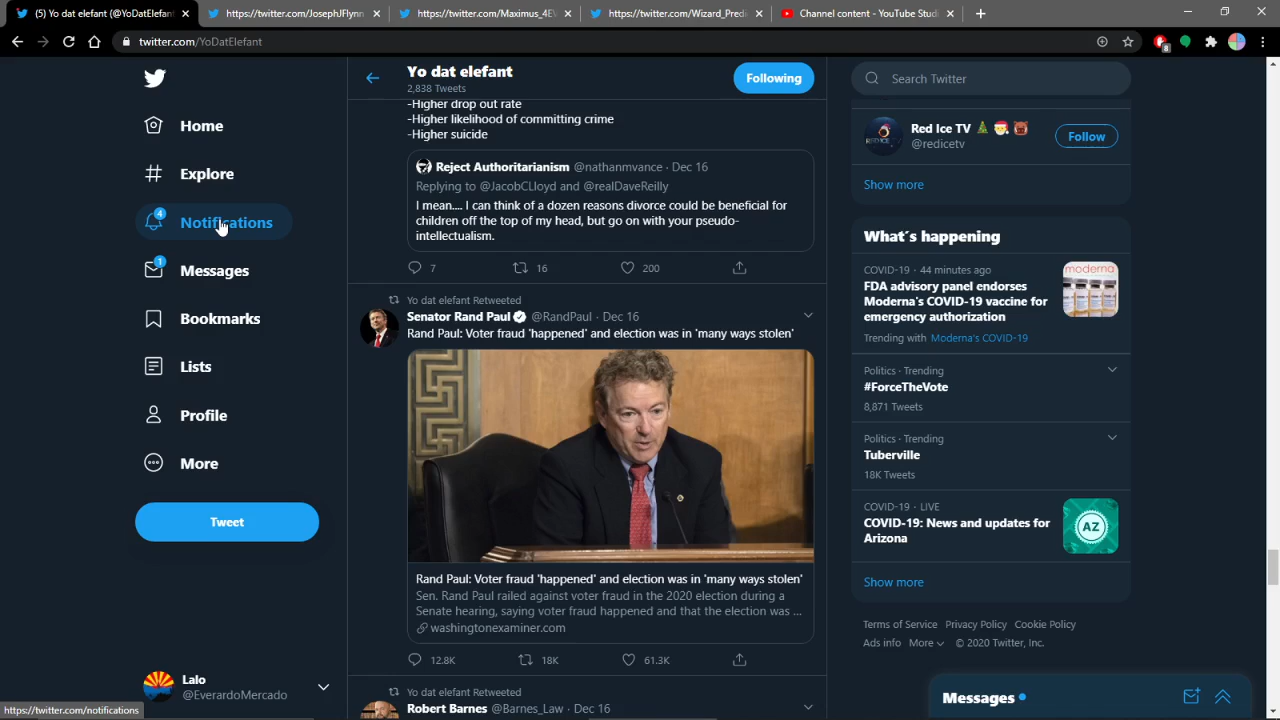 (5) Yo dat elefant (@YoDatElefant)
https://twitter.com/JosephJFlynn
https://twitter.com/Maximus_4EV
https://twitter.com/Wizard_Predi
Channel content - YouTube Studi
twitter.com/YoDatElefant
8
Home
Explore
4
Notifications
1
Messages
Bookmarks
Lists
Profile
More
Tweet
Lalo
@EverardoMercado
https://twitter.com/notifications
Yo dat elefant
2,838 Tweets
Following
-Higher drop out rate
-Higher likelihood of committing crime
-Higher suicide
Reject Authoritarianism @nathanmvance · Dec 16
Replying to @JacobCLloyd and @realDaveReilly
I mean.... I can think of a dozen reasons divorce could be beneficial for
children off the top of my head, but go on with your pseudo-
intellectualism.
7 16 200
Yo dat elefant Retweeted
Senator Rand Paul @RandPaul · Dec 16
Rand Paul: Voter fraud 'happened' and election was in 'many ways stolen'
Rand Paul: Voter fraud 'happened' and election was in 'many ways stolen'
Sen. Rand Paul railed against voter fraud in the 2020 election during a
Senate hearing, saying voter fraud happened and that the election was ...
washingtonexaminer.com
12.8K 18K 61.3K
Yo dat elefant Retweeted
Robert Barnes @Barnes_Law · Dec 16
Search Twitter
Red Ice TV
@redicetv
Follow
Show more
What's happening
COVID-19 · 44 minutes ago
FDA advisory panel endorses
Moderna's COVID-19 vaccine for
emergency authorization
moderna
Trending with Moderna's COVID-19
Politics · Trending
#ForceTheVote
8,871 Tweets
Politics · Trending
Tuberville
18K Tweets
COVID-19 · LIVE
COVID-19: News and updates for
Arizona
AZ
Show more
Terms of Service Privacy Policy Cookie Policy
Ads info More © 2020 Twitter, Inc.
Messages